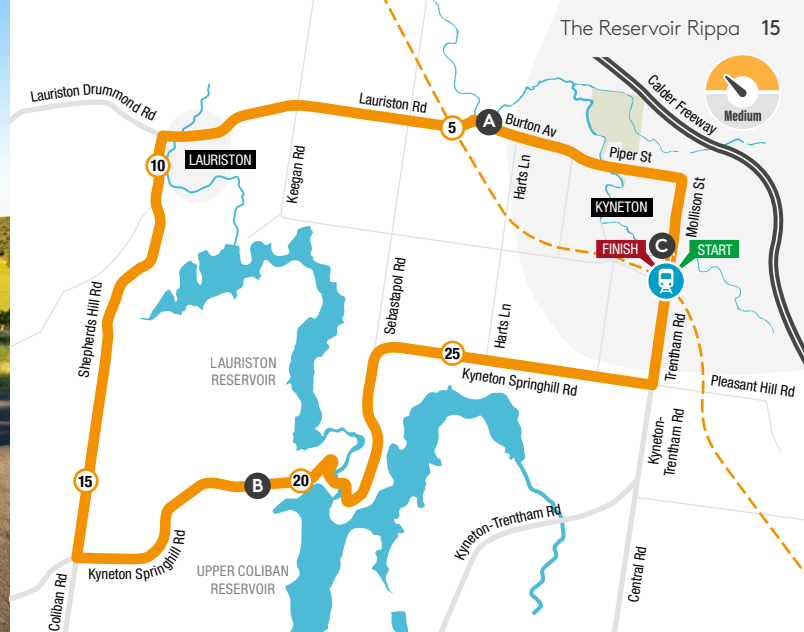 The Reservoir Rippa 15
Calder Freeway
Medium
Lauriston Drummond Rd
Lauriston Rd
5
A
Burton Av
Piper St
10
LAURISTON
Keegan Rd
Harts Ln
KYNETON
Mollison St
C
FINISH
START
Shepherds Hill Rd
Sebastapol Rd
Harts Ln
Trentham Rd
LAURISTON
RESERVOIR
25
Kyneton Springhill Rd
Pleasant Hill Rd
Kyneton-
Trentham Rd
15
B
20
Kyneton-Trentham Rd
Kyneton Springhill Rd
UPPER COLIBAN
RESERVOIR
Coliban Rd
Central Rd